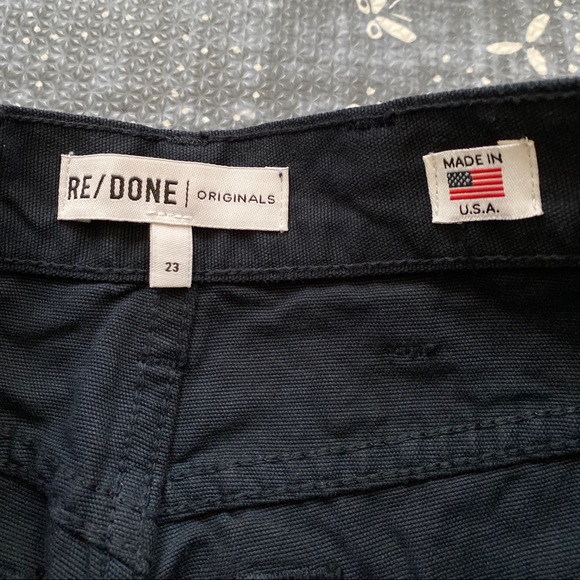 RE/DONE | ORIGINALS
23
MADE IN
U.S.A.